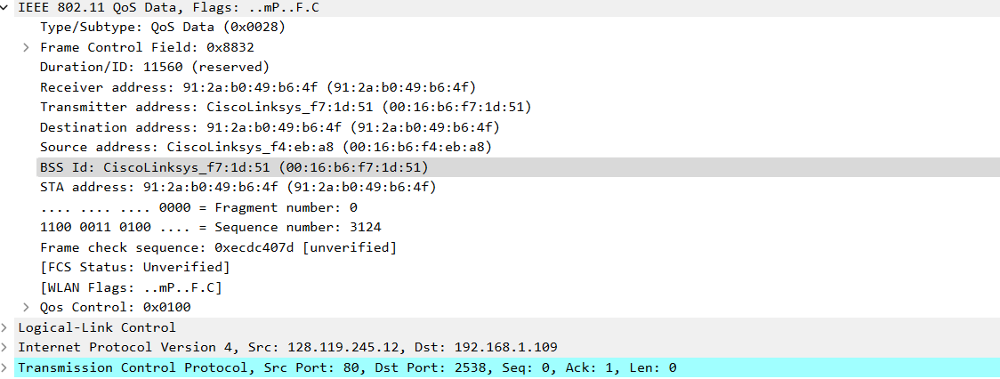 IEEE 802.11 QoS Data, Flags: ..mP..F.C
Type/Subtype: QoS Data (0x0028)
Frame Control Field: 0x8832
Duration/ID: 11560 (reserved)
Receiver address: 91:2a:b0:49:b6:4f (91:2a:b0:49:b6:4f)
Transmitter address: CiscoLinksys_f7:1d:51 (00:16:b6:f7:1d:51)
Destination address: 91:2a:b0:49:b6:4f (91:2a:b0:49:b6:4f)
Source address: CiscoLinksys_f4:eb:a8 (00:16:b6:f4:eb:a8)
BSS Id: CiscoLinksys_f7:1d:51 (00:16:b6:f7:1d:51)
STA address: 91:2a:b0:49:b6:4f (91:2a:b0:49:b6:4f)
.... .... .... 0000 = Fragment number: 0
1100 0011 0100 .... = Sequence number: 3124
Frame check sequence: 0xecdc407d [unverified]
[FCS Status: Unverified]
[WLAN Flags: ..mP..F.C]
Qos Control: 0x0100
Logical-Link Control
Internet Protocol Version 4, Src: 128.119.245.12, Dst: 192.168.1.109
Transmission Control Protocol, Src Port: 80, Dst Port: 2538, Seq: 0, Ack: 1, Len: 0